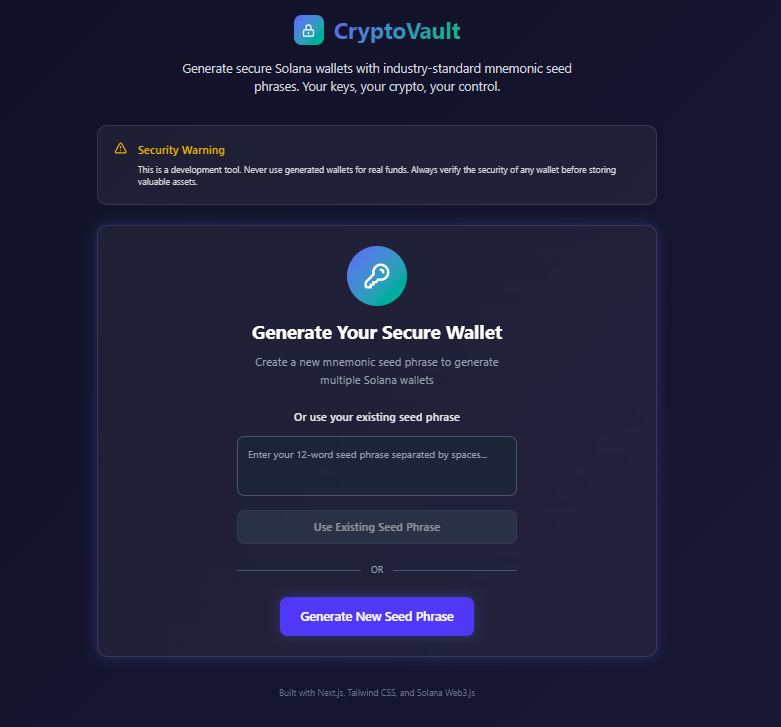 CryptoVault
Generate secure Solana wallets with industry-standard mnemonic seed
phrases. Your keys, your crypto, your control.
Security Warning
This is a development tool. Never use generated wallets for real funds. Always verify the security of any wallet before storing
valuable assets.
Generate Your Secure Wallet
Create a new mnemonic seed phrase to generate
multiple Solana wallets
Or use your existing seed phrase
Enter your 12-word seed phrase separated by spaces...
Use Existing Seed Phrase
OR
Generate New Seed Phrase
Built with Next.js, Tailwind CSS, and Solana Web3.js